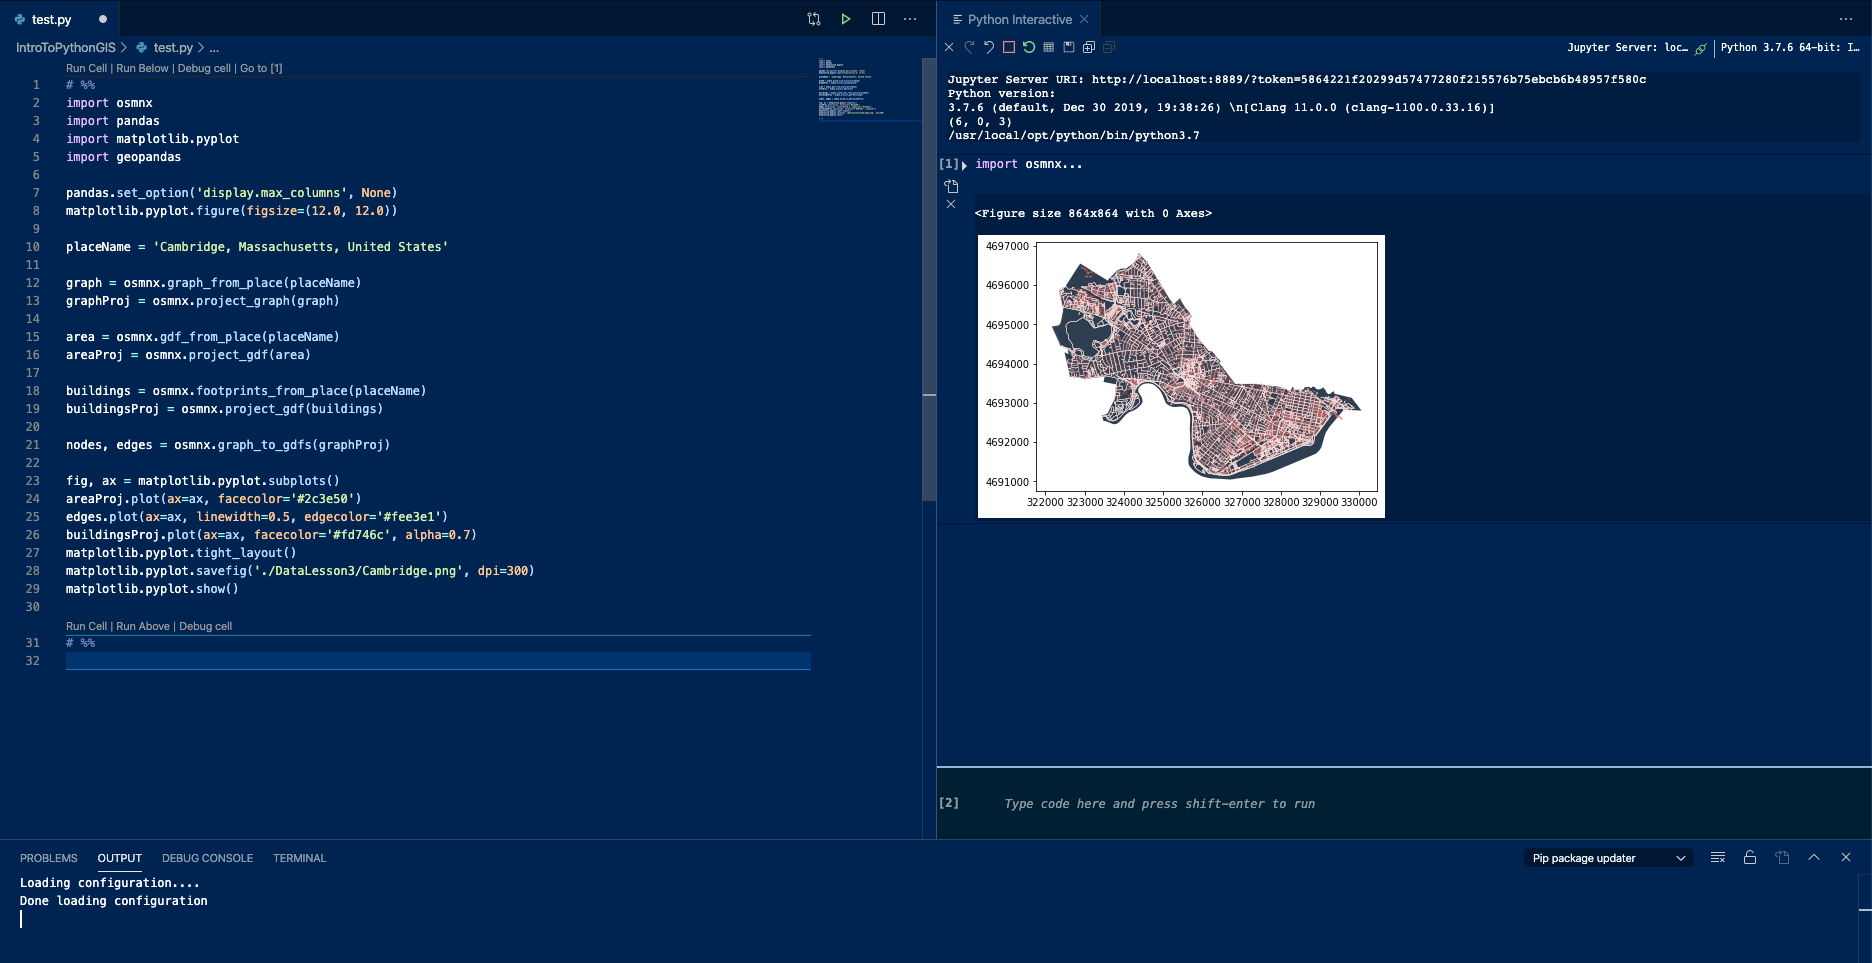 test.py
IntroToPythonGIS > test.py > ...
Run Cell | Run Below | Debug cell | Go to [1]
1 # %%
2 import osmnx
3 import pandas
4 import matplotlib.pyplot
5 import geopandas
6
7 pandas.set_option('display.max_columns', None)
8 matplotlib.pyplot.figure(figsize=(12.0, 12.0))
9
10 placeName = 'Cambridge, Massachusetts, United States'
11
12 graph = osmnx.graph_from_place(placeName)
13 graphProj = osmnx.project_graph(graph)
14
15 area = osmnx.gdf_from_place(placeName)
16 areaProj = osmnx.project_gdf(area)
17
18 buildings = osmnx.footprints_from_place(placeName)
19 buildingsProj = osmnx.project_gdf(buildings)
20
21 nodes, edges = osmnx.graph_to_gdfs(graphProj)
22
23 fig, ax = matplotlib.pyplot.subplots()
24 areaProj.plot(ax=ax, facecolor='#2c3e50')
25 edges.plot(ax=ax, linewidth=0.5, edgecolor='#fee3e1')
26 buildingsProj.plot(ax=ax, facecolor='#fd746c', alpha=0.7)
27 matplotlib.pyplot.tight_layout()
28 matplotlib.pyplot.savefig('./DataLesson3/Cambridge.png', dpi=300)
29 matplotlib.pyplot.show()
30
Run Cell | Run Above | Debug cell
31 # %%
32
Python Interactive
Jupyter Server: loc… Python 3.7.6 64-bit: I…
Jupyter Server URI: http://localhost:8889/?token=5864221f20299d57477280f215576b75ebcb6b48957f580c
Python version:
3.7.6 (default, Dec 30 2019, 19:38:26) \n[Clang 11.0.0 (clang-1100.0.33.16)]
(6, 0, 3)
/usr/local/opt/python/bin/python3.7
[1] import osmnx...
<Figure size 864x864 with 0 Axes>
4697000
4696000
4695000
4694000
4693000
4692000
4691000
322000 323000 324000 325000 326000 327000 328000 329000 330000
[2] Type code here and press shift-enter to run
PROBLEMS OUTPUT DEBUG CONSOLE TERMINAL
Pip package updater
Loading configuration....
Done loading configuration